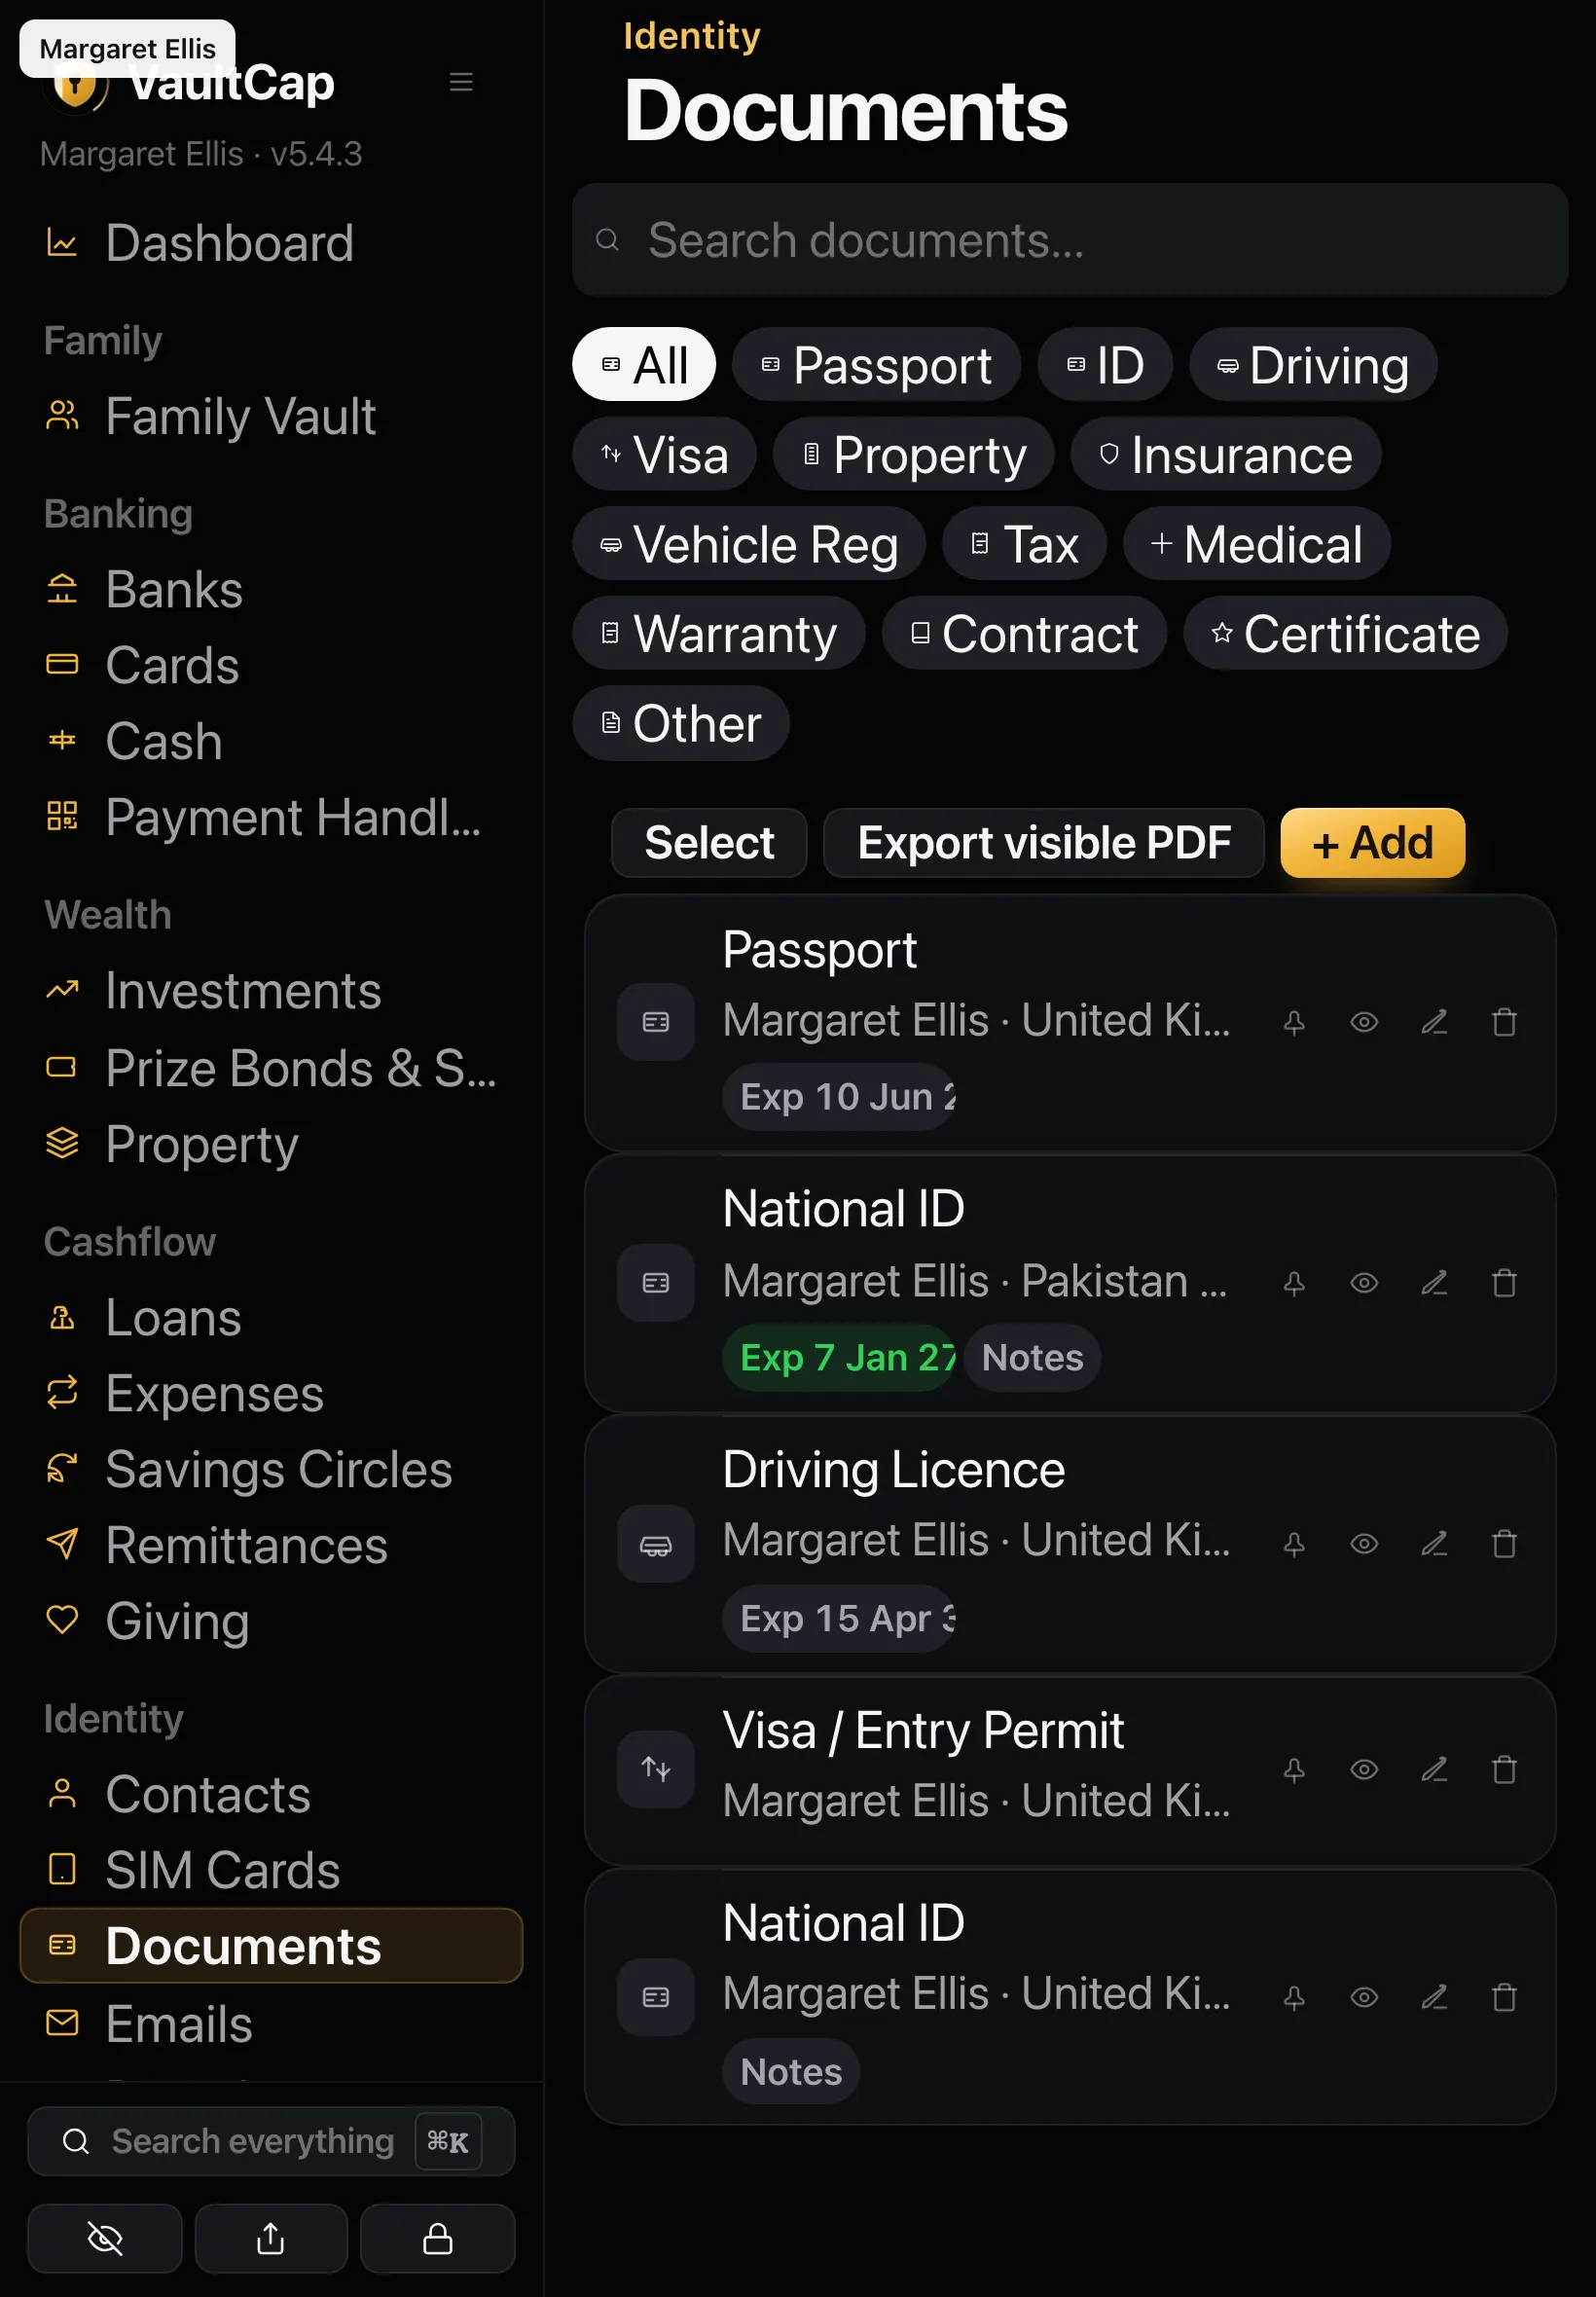 Margaret Ellis
VaultCap
Margaret Ellis · v5.4.3
Dashboard
Family
Family Vault
Banking
Banks
Cards
Cash
Payment Handl...
Wealth
Investments
Prize Bonds & S...
Property
Cashflow
Loans
Expenses
Savings Circles
Remittances
Giving
Identity
Contacts
SIM Cards
Documents
Emails
Search everything ⌘K
Identity
Documents
Search documents...
All Passport ID Driving
Visa Property Insurance
Vehicle Reg Tax Medical
Warranty Contract Certificate
Other
Select Export visible PDF + Add
Passport
Margaret Ellis · United Ki...
Exp 10 Jun
National ID
Margaret Ellis · Pakistan ...
Exp 7 Jan 27 Notes
Driving Licence
Margaret Ellis · United Ki...
Exp 15 Apr
Visa / Entry Permit
Margaret Ellis · United Ki...
National ID
Margaret Ellis · United Ki...
Notes